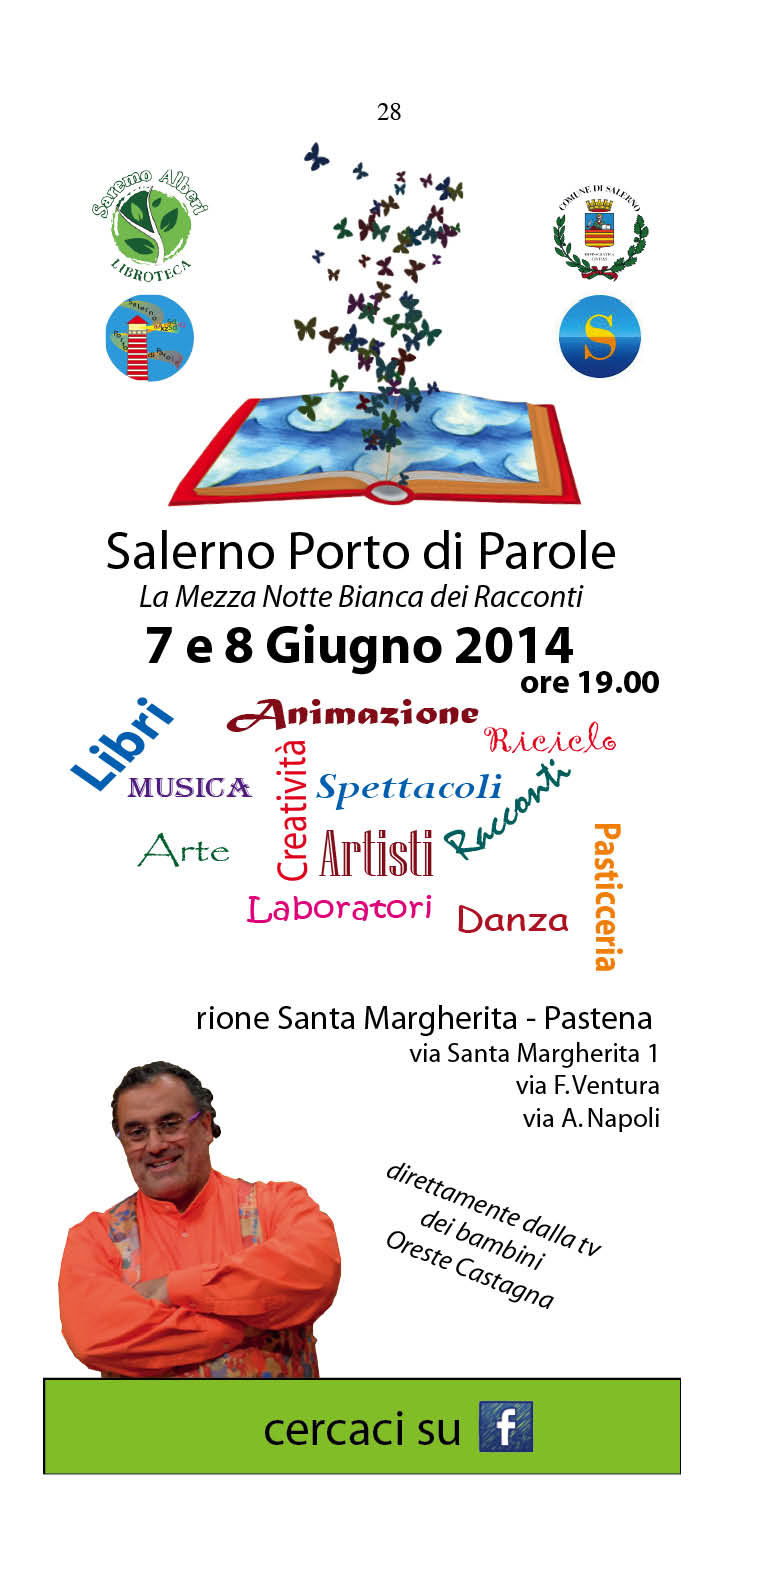 28
Saremo Alberi
LIBROTECA
COMUNE DI SALERNO
S
Salerno Porto di Parole
La Mezza Notte Bianca dei Racconti
7 e 8 Giugno 2014
ore 19.00
Libri
Animazione
Riciclo
MUSICA
Creatività
Spettacoli
Racconti
Arte
Artisti
Pasticceria
Laboratori
Danza
rione Santa Margherita - Pastena
via Santa Margherita 1
via F. Ventura
via A. Napoli
direttamente dalla tv
dei bambini
Oreste Castagna
cercaci su f